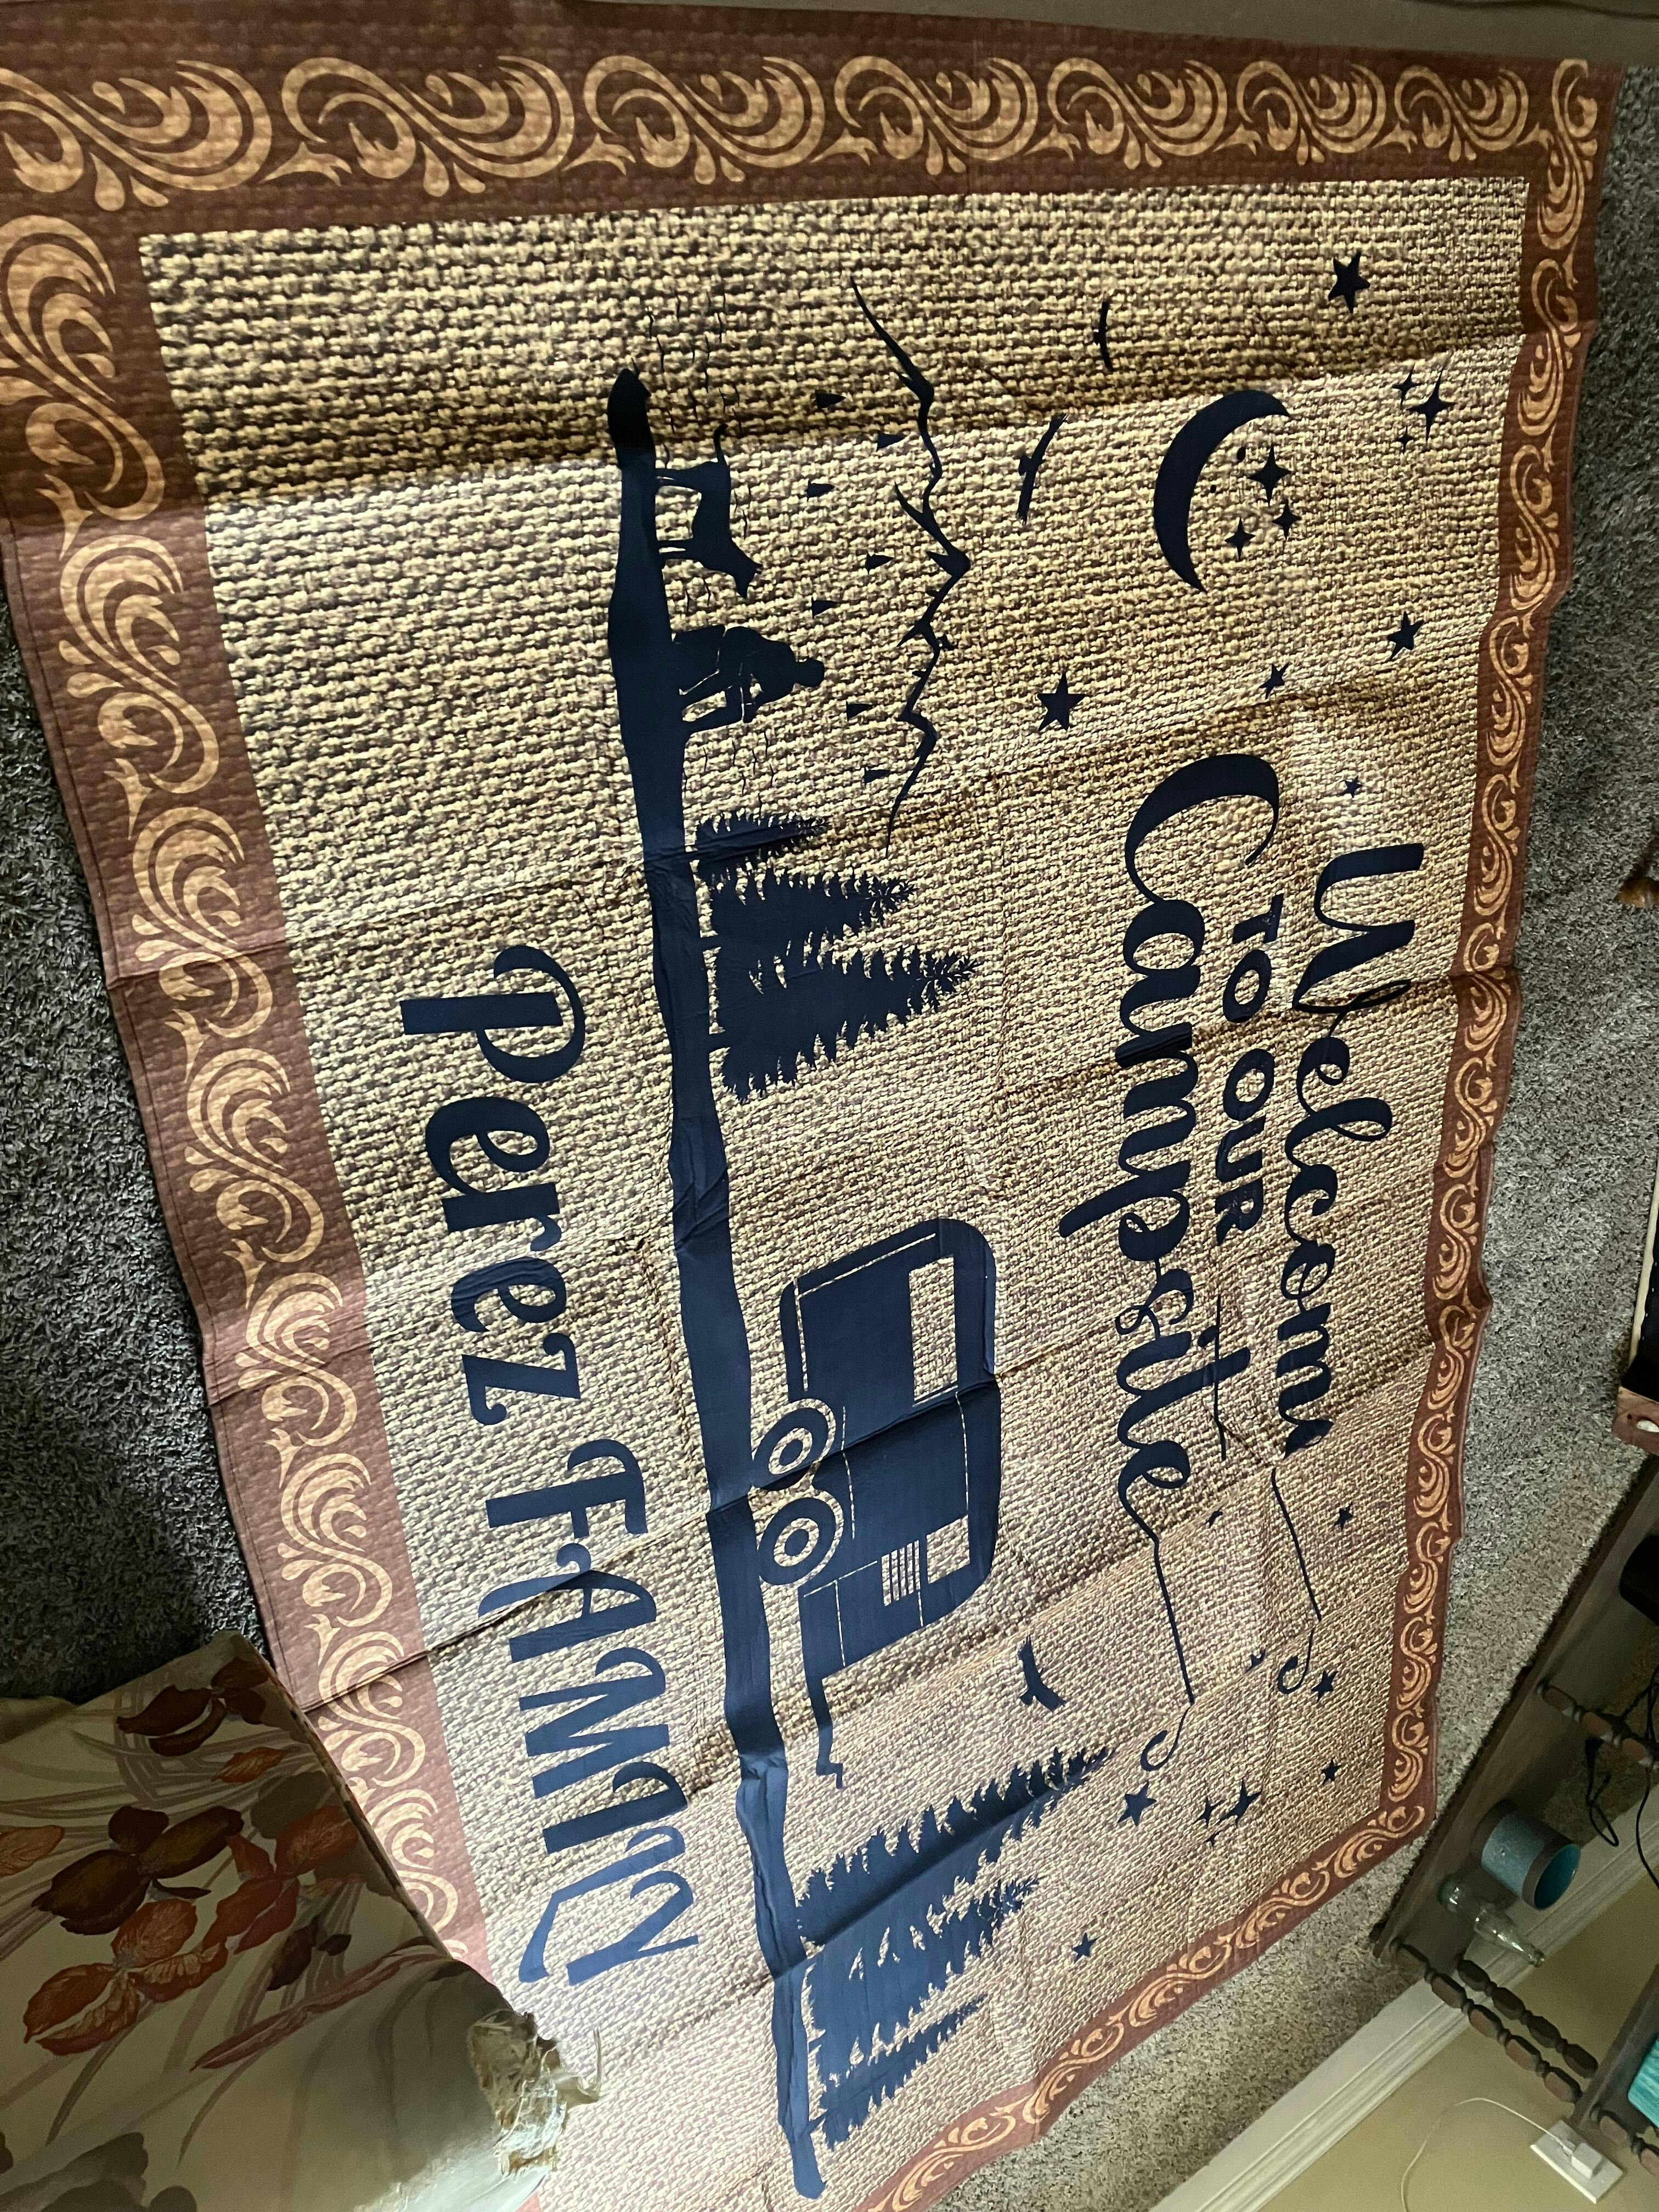 Welcome
TO OUR
Campsite
Perez FAMILY